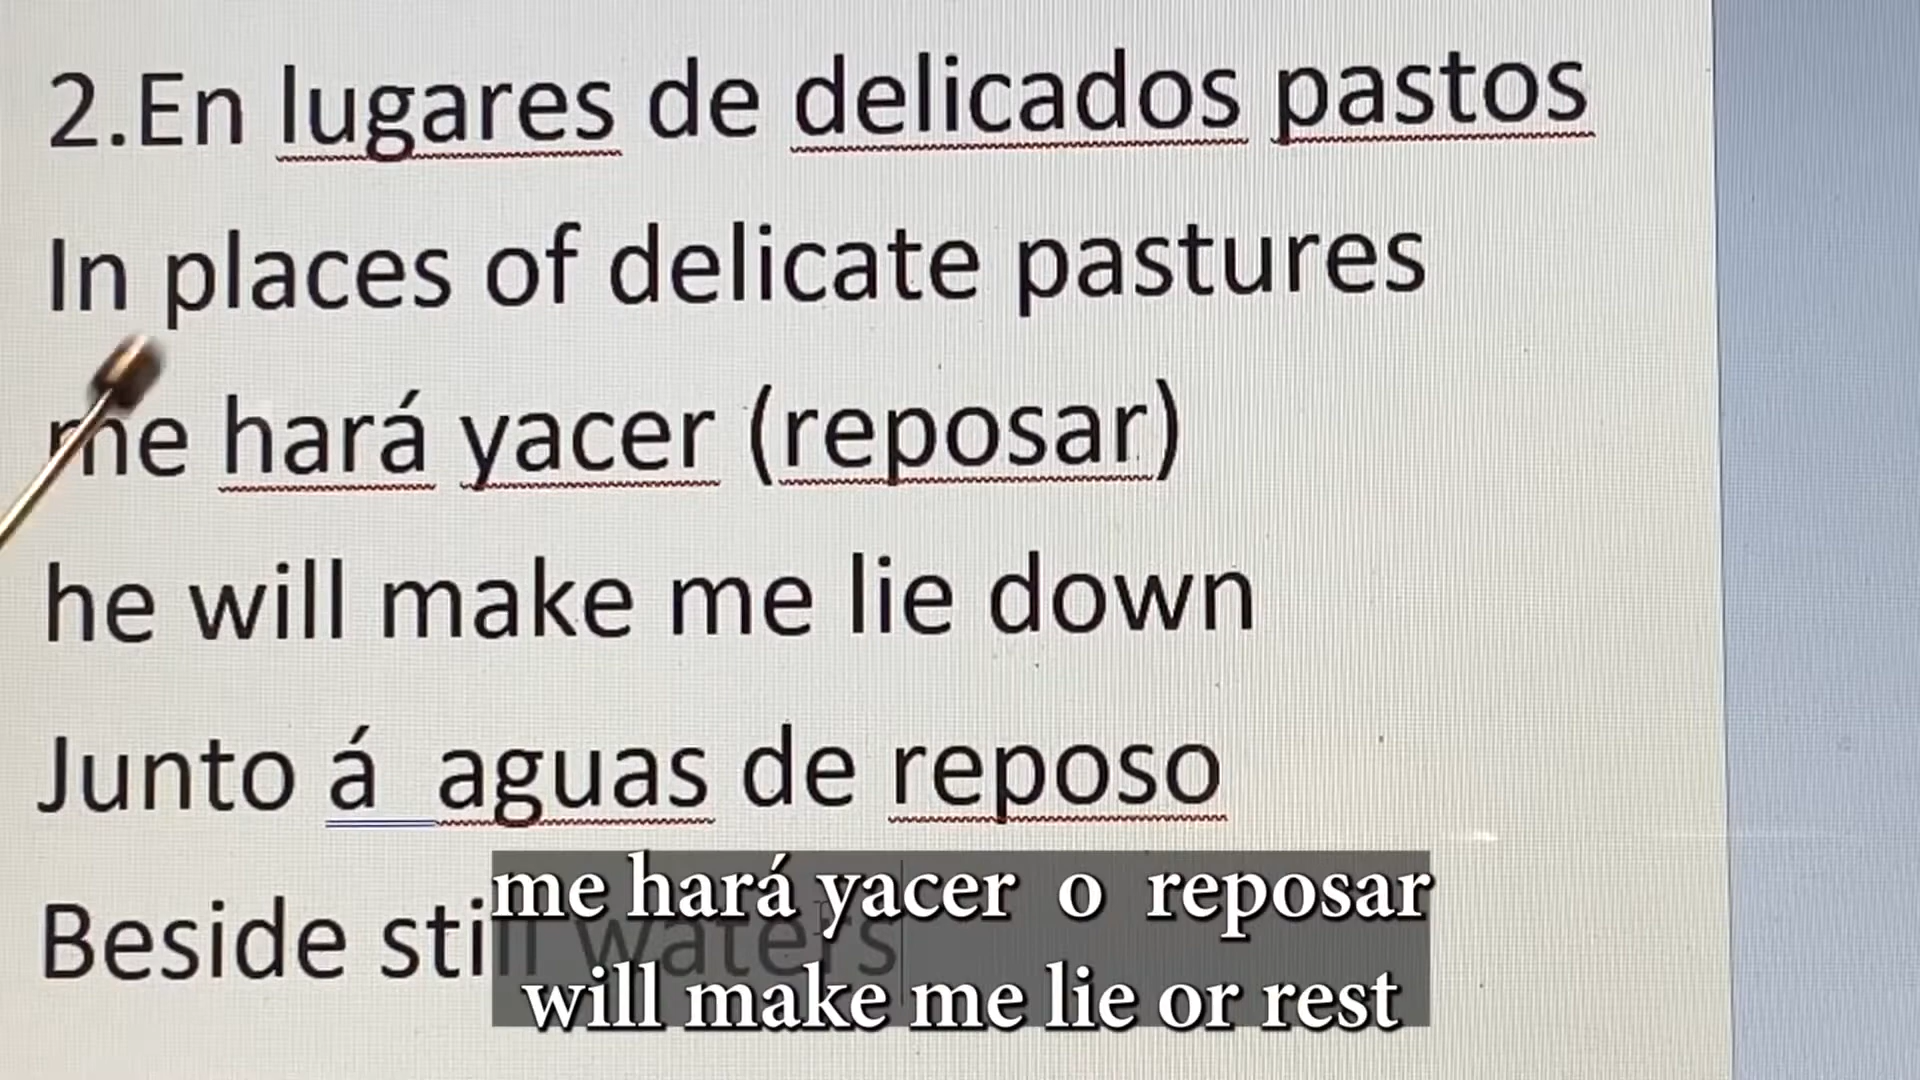 2.En lugares de delicados pastos
In places of delicate pastures
me hará yacer (reposar)
he will make me lie down
Junto á  aguas de reposo
Beside still waters
me hará yacer o reposar
will make me lie or rest